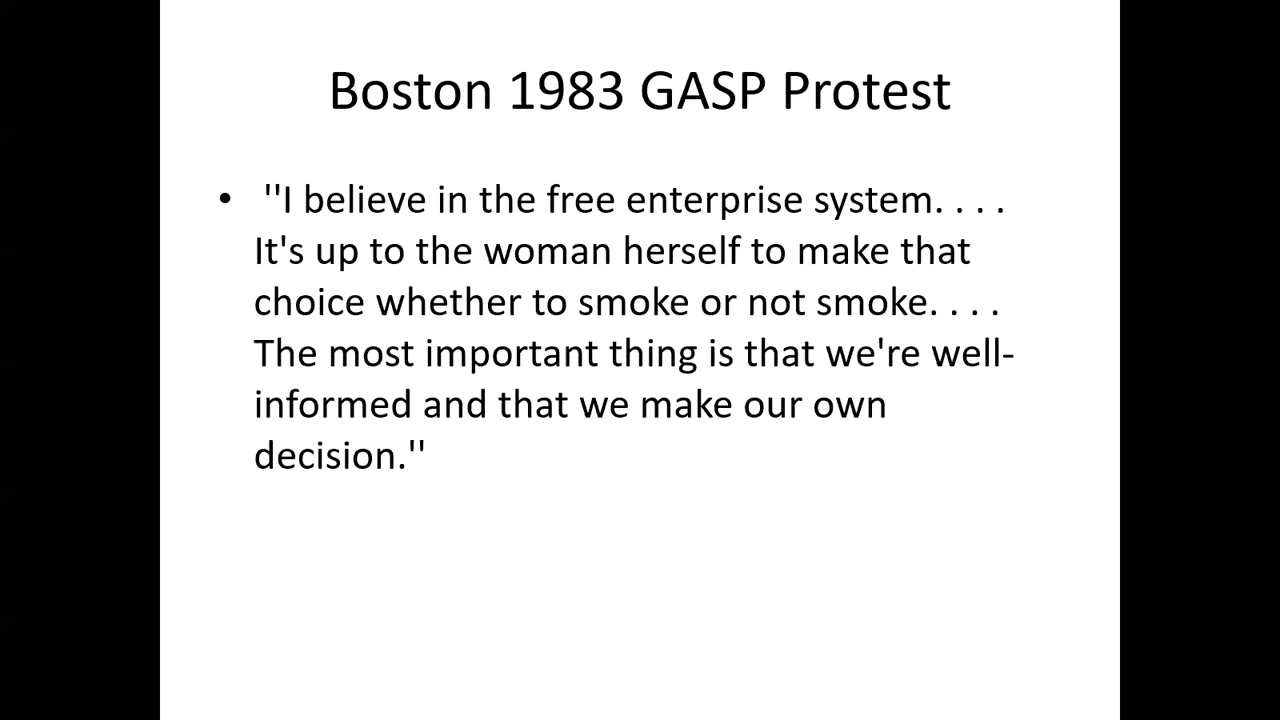 Boston 1983 GASP Protest
• ''I believe in the free enterprise system. . . .
It's up to the woman herself to make that
choice whether to smoke or not smoke. . . .
The most important thing is that we're well-
informed and that we make our own
decision.''